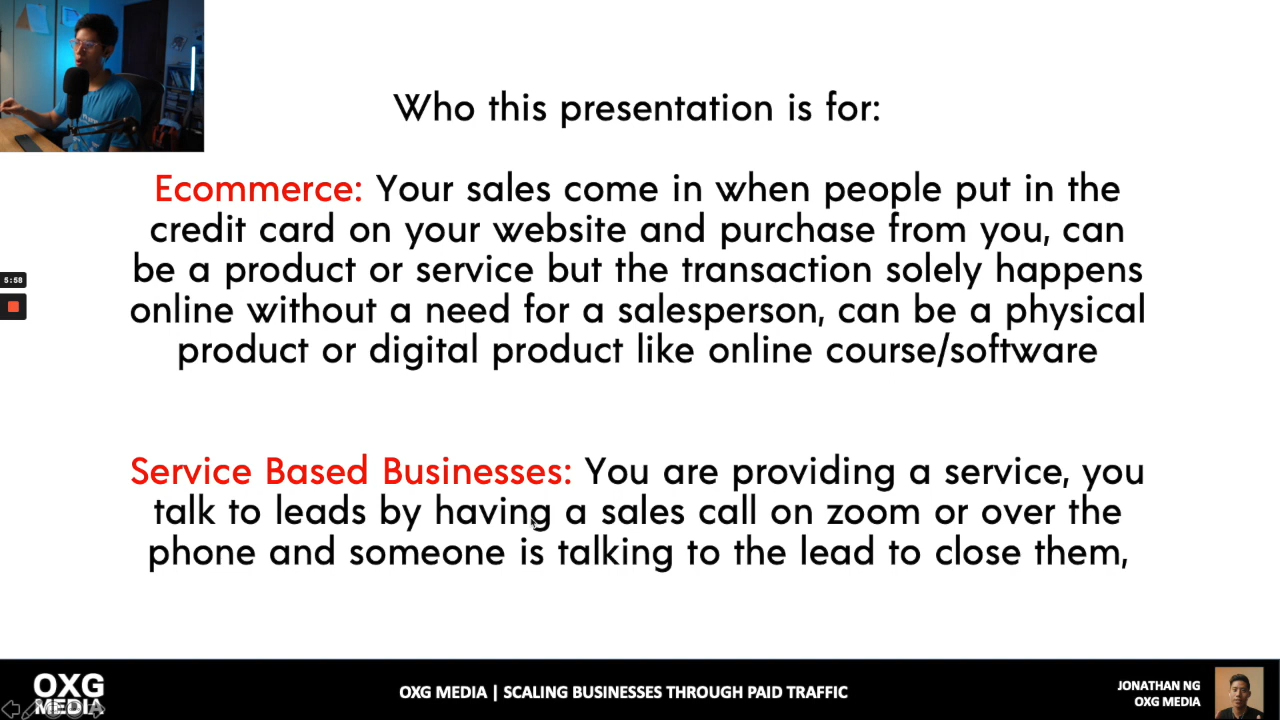 Who this presentation is for:
Ecommerce: Your sales come in when people put in the
credit card on your website and purchase from you, can
be a product or service but the transaction solely happens
online without a need for a salesperson, can be a physical
product or digital product like online course/software
5:58
Service Based Businesses: You are providing a service, you
talk to leads by having a sales call on zoom or over the
phone and someone is talking to the lead to close them,
OXG
MEDIA
OXG MEDIA | SCALING BUSINESSES THROUGH PAID TRAFFIC
JONATHAN NG
OXG MEDIA